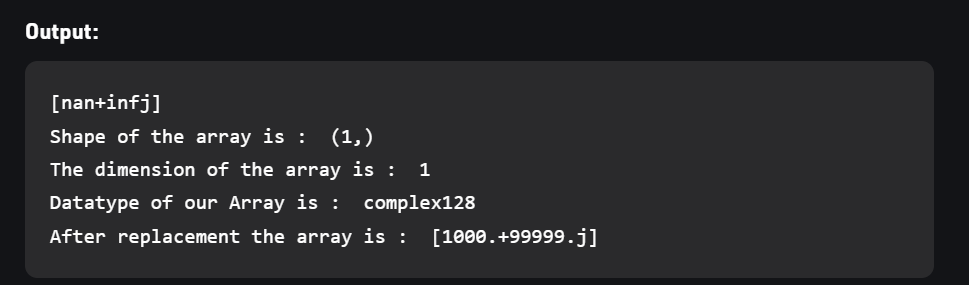 Output:
[nan+infj]
Shape of the array is :  (1,)
The dimension of the array is :  1
Datatype of our Array is :  complex128
After replacement the array is :  [1000.+99999.j]